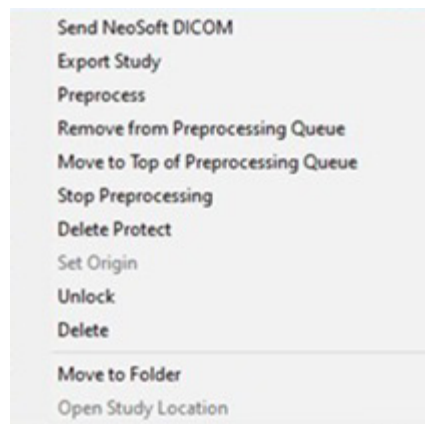 Send NeoSoft DICOM
Export Study
Preprocess
Remove from Preprocessing Queue
Move to Top of Preprocessing Queue
Stop Preprocessing
Delete Protect
Set Origin
Unlock
Delete
Move to Folder
Open Study Location